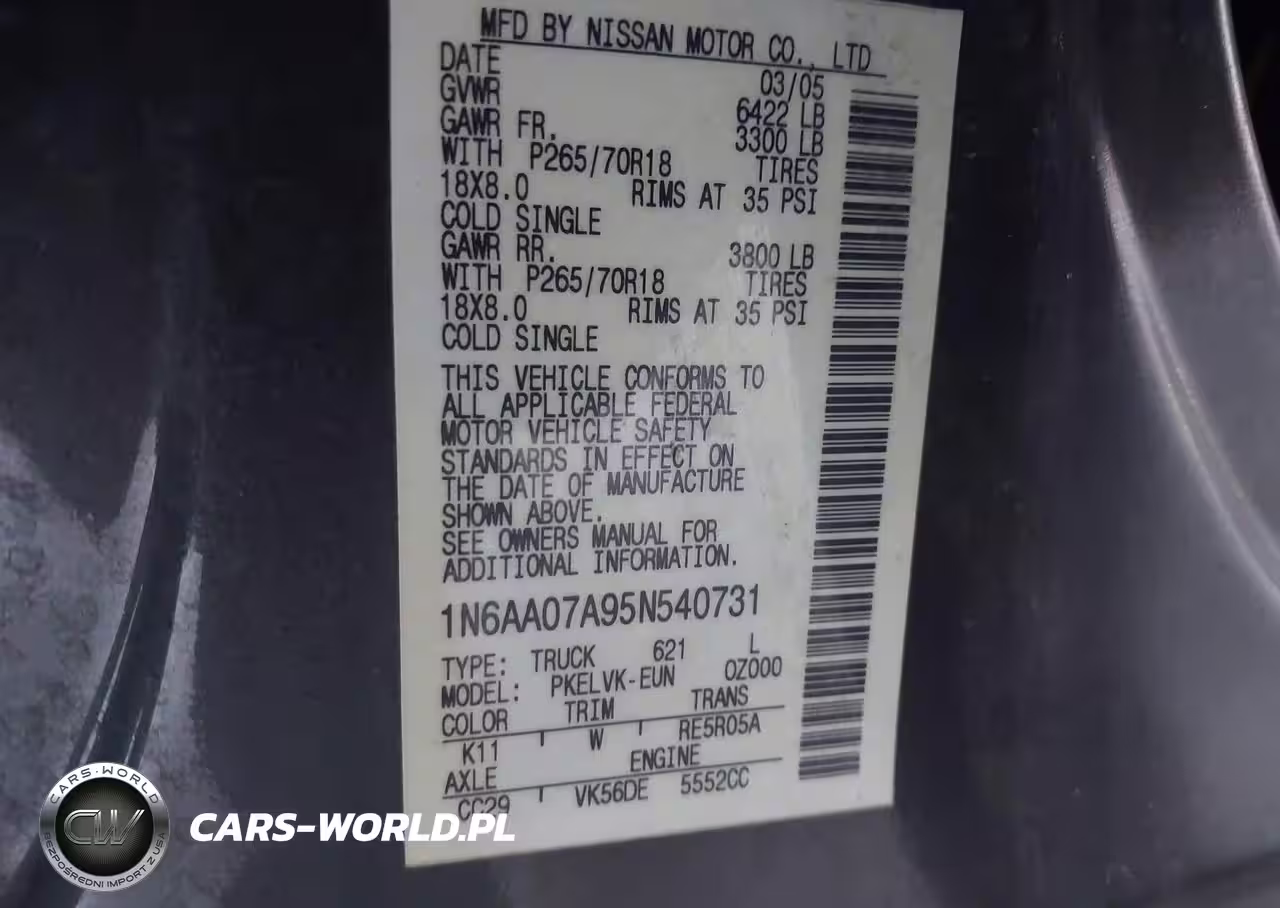 MFD BY NISSAN MOTOR CO., LTD
DATE 03/05
GVWR 6422 LB
GAWR FR. 3300 LB
WITH P265/70R18 TIRES
18X8.0 RIMS AT 35 PSI
COLD SINGLE
GAWR RR. 3800 LB
WITH P265/70R18 TIRES
18X8.0 RIMS AT 35 PSI
COLD SINGLE
THIS VEHICLE CONFORMS TO
ALL APPLICABLE FEDERAL
MOTOR VEHICLE SAFETY
STANDARDS IN EFFECT ON
THE DATE OF MANUFACTURE
SHOWN ABOVE.
SEE OWNERS MANUAL FOR
ADDITIONAL INFORMATION.
1N6AA07A95N540731
TYPE: TRUCK 621 L
MODEL: PKELVK-EUN 0Z000
COLOR TRIM TRANS
K11 W RE5R05A
AXLE ENGINE
CC29 VK56DE 5552CC
CARS-WORLD
CW
BEZPOŚREDNI IMPORT Z USA
CARS-WORLD.PL